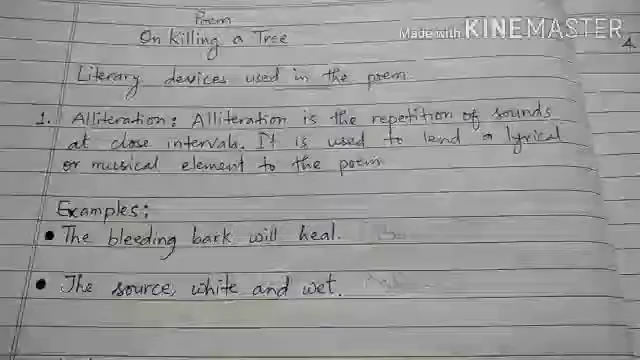 Poem
On Killing a Tree
Made with KINEMASTER
4.
Literary devices used in the poem
1. Alliteration: Alliteration is the repetition of sounds
at close intervals. It is used to lend a lyrical
or mussical element to the poem
Examples:
• The bleeding bark will heal.
• The source, white and wet.